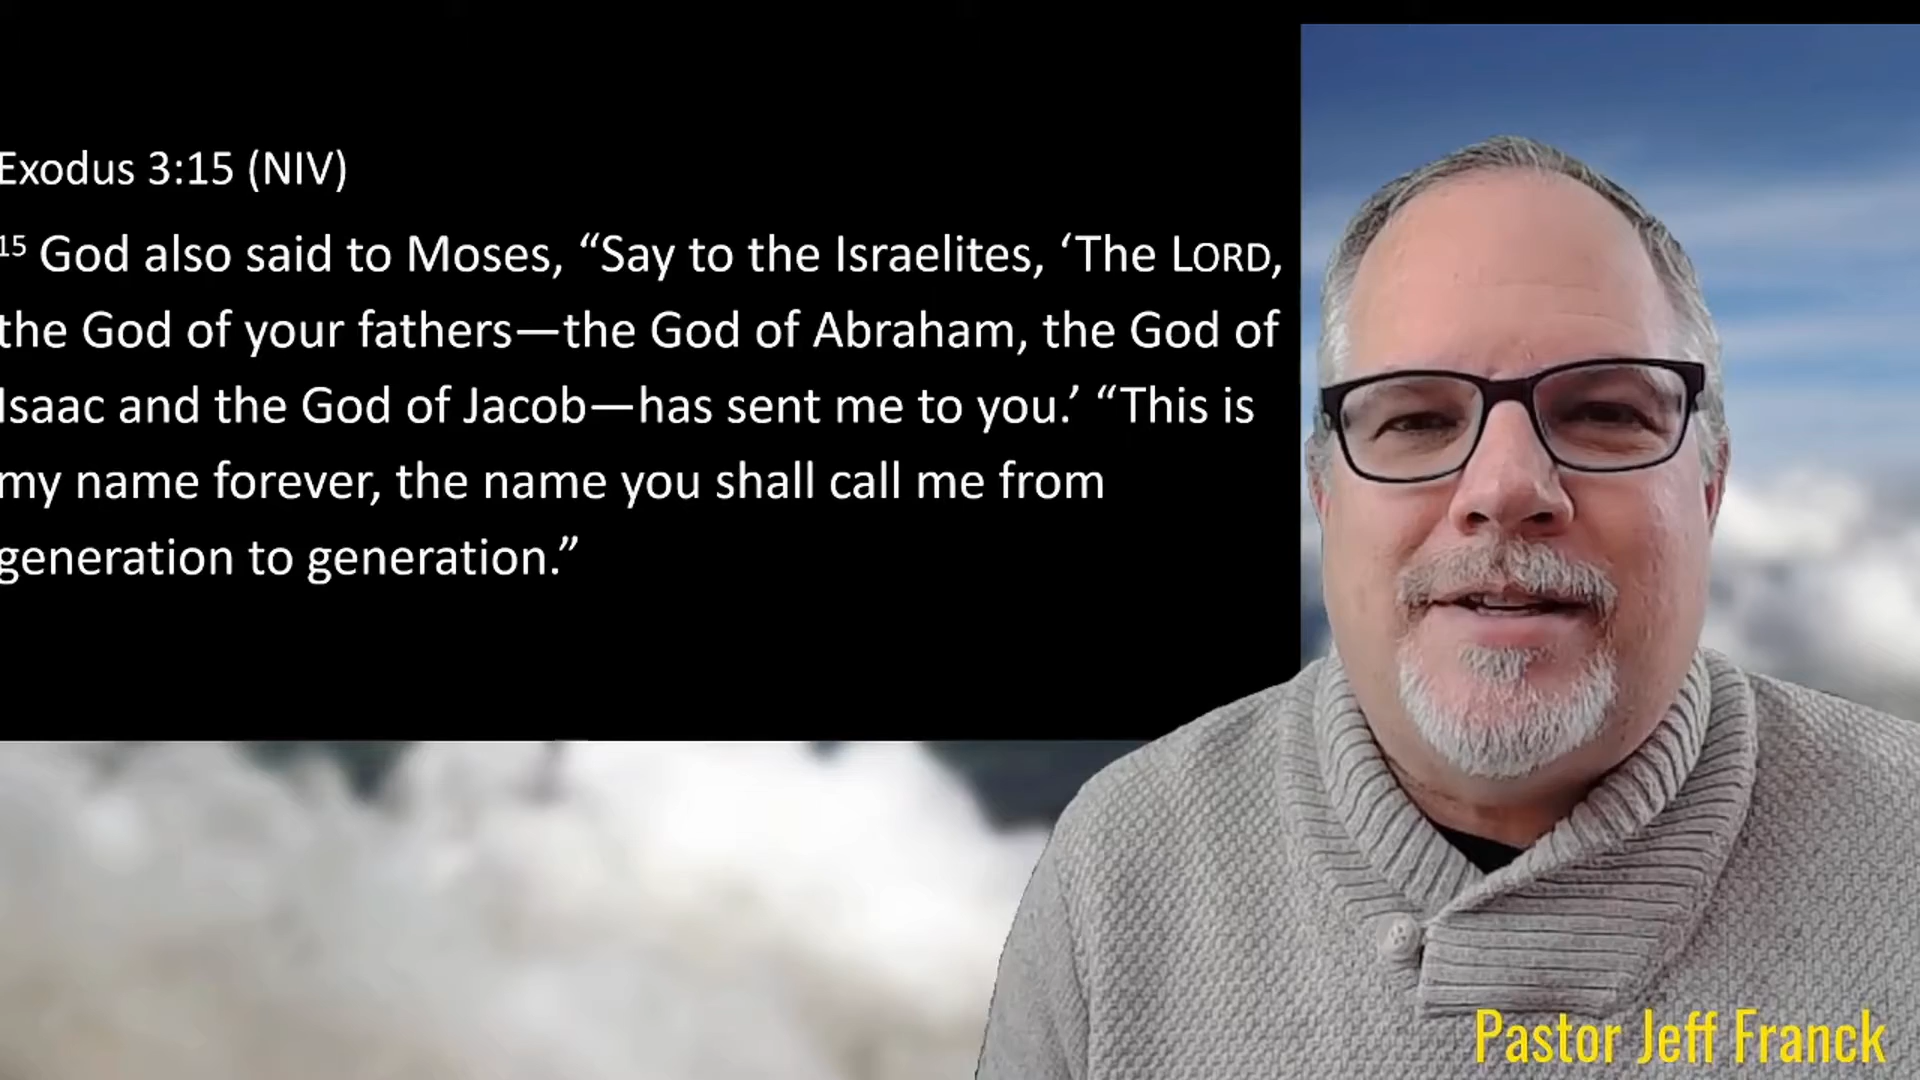 Exodus 3:15 (NIV)
15 God also said to Moses, “Say to the Israelites, ‘The LORD,
the God of your fathers—the God of Abraham, the God of
Isaac and the God of Jacob—has sent me to you.’ “This is
my name forever, the name you shall call me from
generation to generation.”
Pastor Jeff Franck